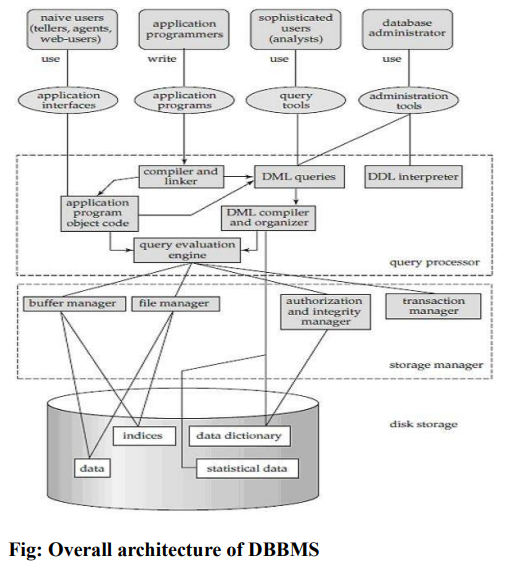 naive users
(tellers, agents,
web-users)
application
programmers
sophisticated
users
(analysts)
database
administrator
use
write
use
use
application
interfaces
application
programs
query
tools
administration
tools
compiler and
linker
DML queries
DDL interpreter
application
program
object code
DML compiler
and organizer
query evaluation
engine
query processor
buffer manager
file manager
authorization
and integrity
manager
transaction
manager
storage manager
disk storage
indices
data dictionary
data
statistical data
Fig: Overall architecture of DBBMS